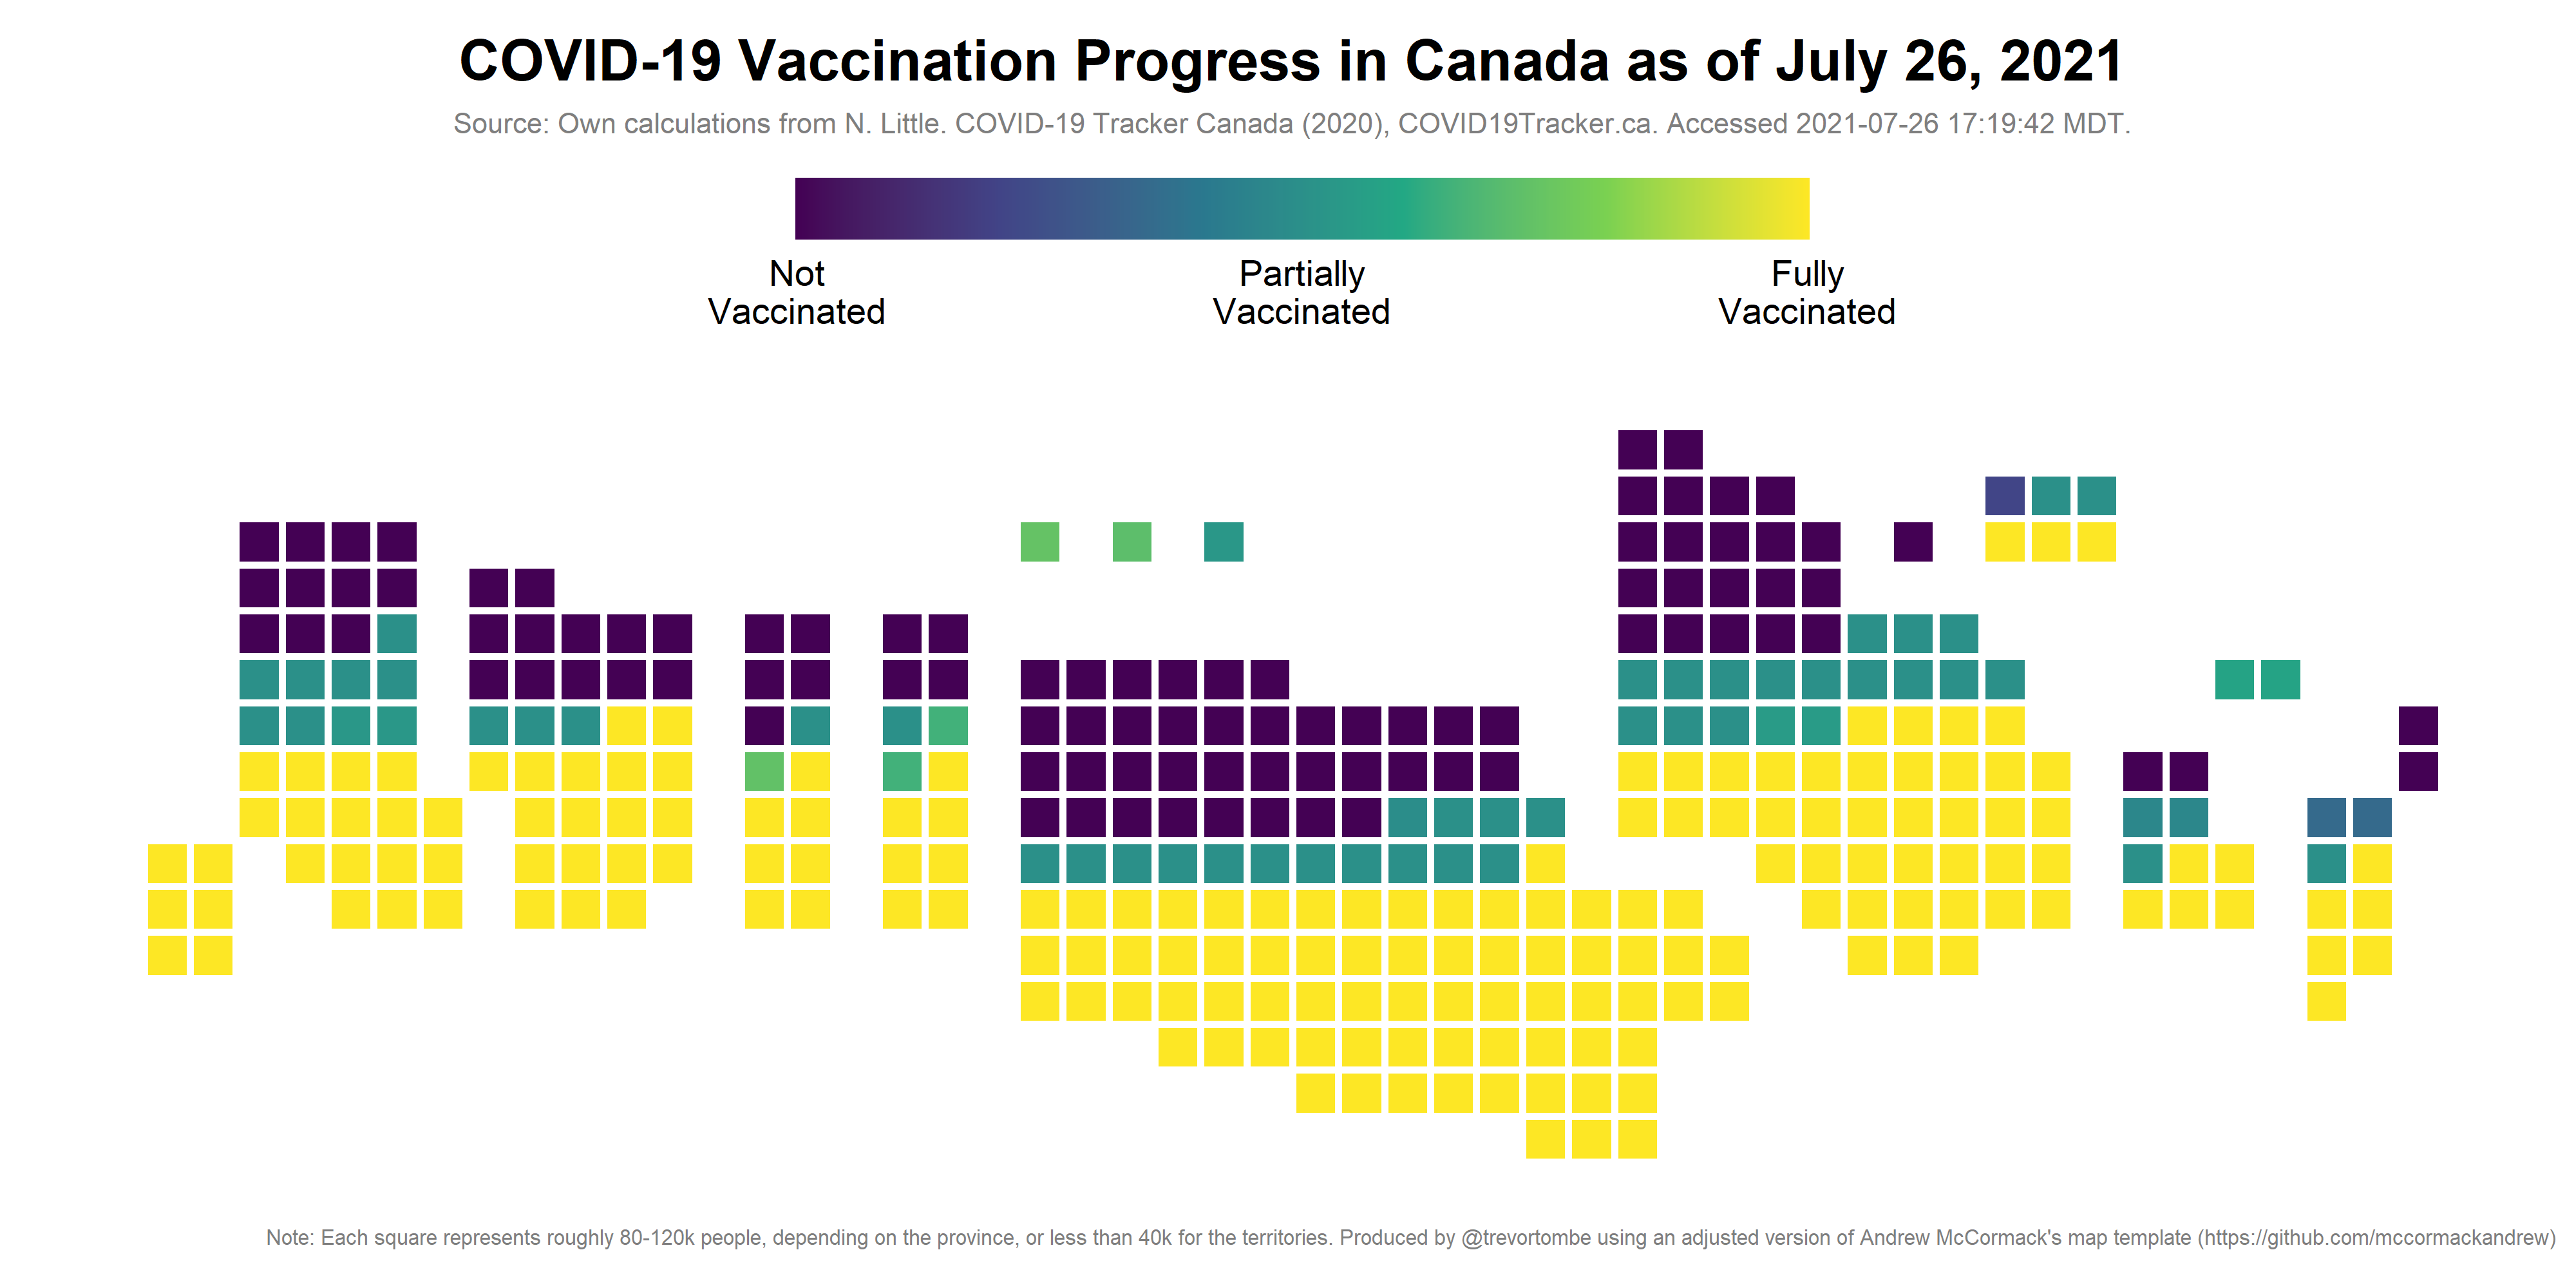 COVID-19 Vaccination Progress in Canada as of July 26, 2021
Source: Own calculations from N. Little. COVID-19 Tracker Canada (2020), COVID19Tracker.ca. Accessed 2021-07-26 17:19:42 MDT.
Not
Vaccinated
Partially
Vaccinated
Fully
Vaccinated
Note: Each square represents roughly 80-120k people, depending on the province, or less than 40k for the territories. Produced by @trevortombe using an adjusted version of Andrew McCormack's map template (https://github.com/mccormackandrew)